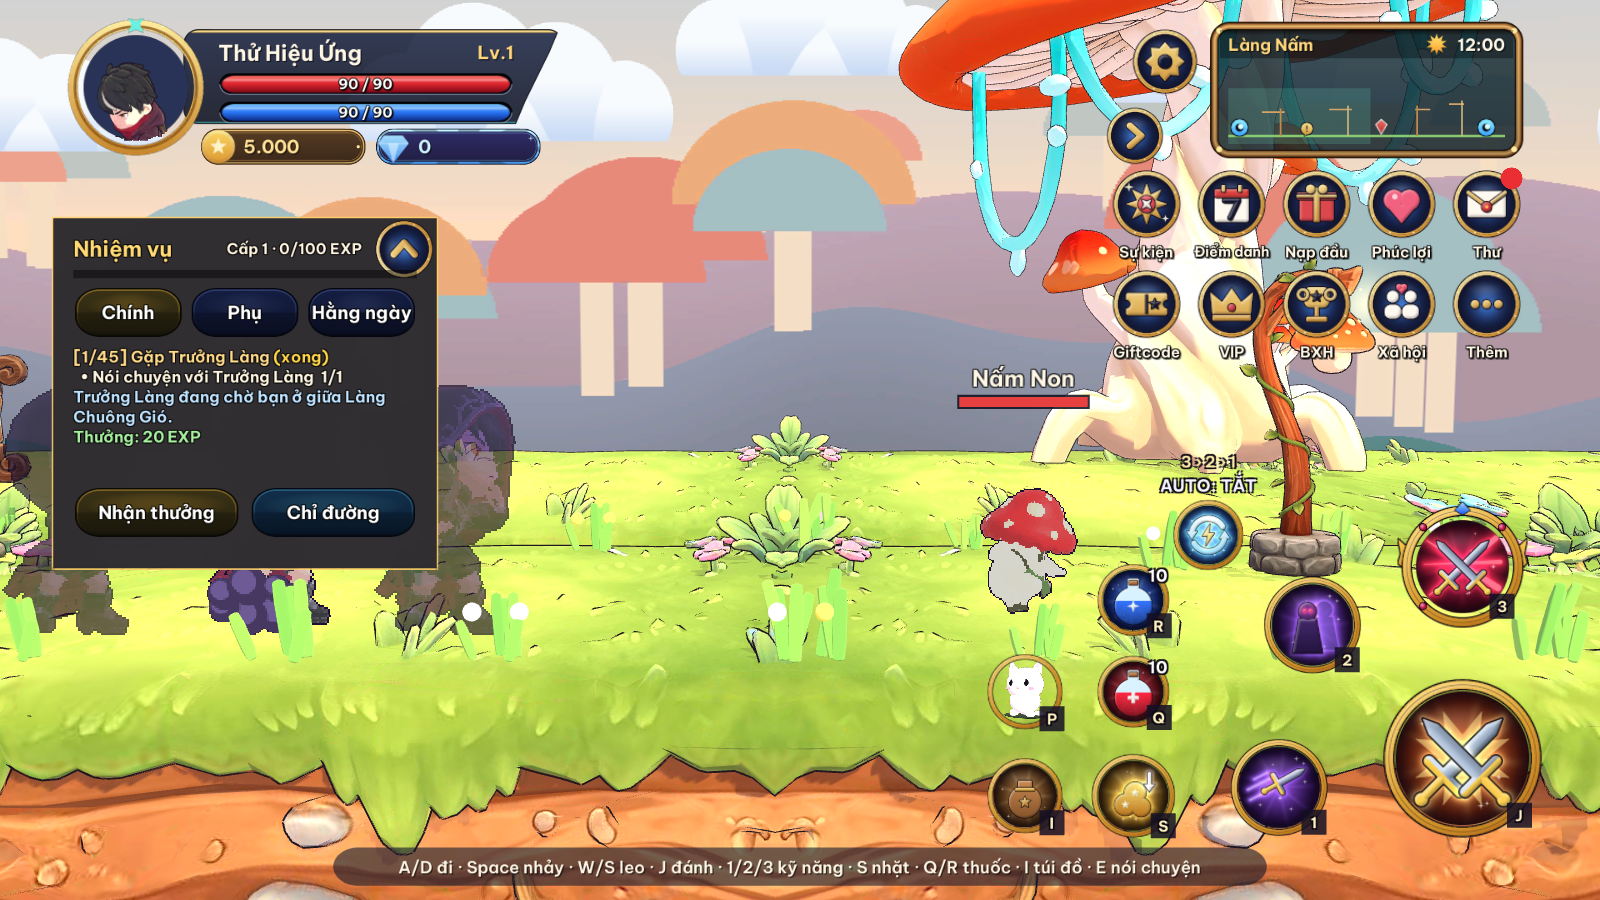 Thử Hiệu Ứng
Lv.1
90 / 90
90 / 90
5.000
0
Làng Nấm
12:00
Sự kiện
7
Điểm danh
Nạp đầu
Phúc lợi
Thư
Giftcode
VIP
BXH
Xã hội
Thêm
Nhiệm vụ
Cấp 1 · 0/100 EXP
Chính
Phụ
Hằng ngày
[1/45] Gặp Trưởng Làng (xong)
• Nói chuyện với Trưởng Làng 1/1
Trưởng Làng đang chờ bạn ở giữa Làng
Chuông Gió.
Thưởng: 20 EXP
Nhận thưởng
Chỉ đường
Nấm Non
3>2>1
AUTO: TẮT
10
R
3
2
10
Q
P
I
S
1
J
A/D đi · Space nhảy · W/S leo · J đánh · 1/2/3 kỹ năng · S nhặt · Q/R thuốc · I túi đồ · E nói chuyện